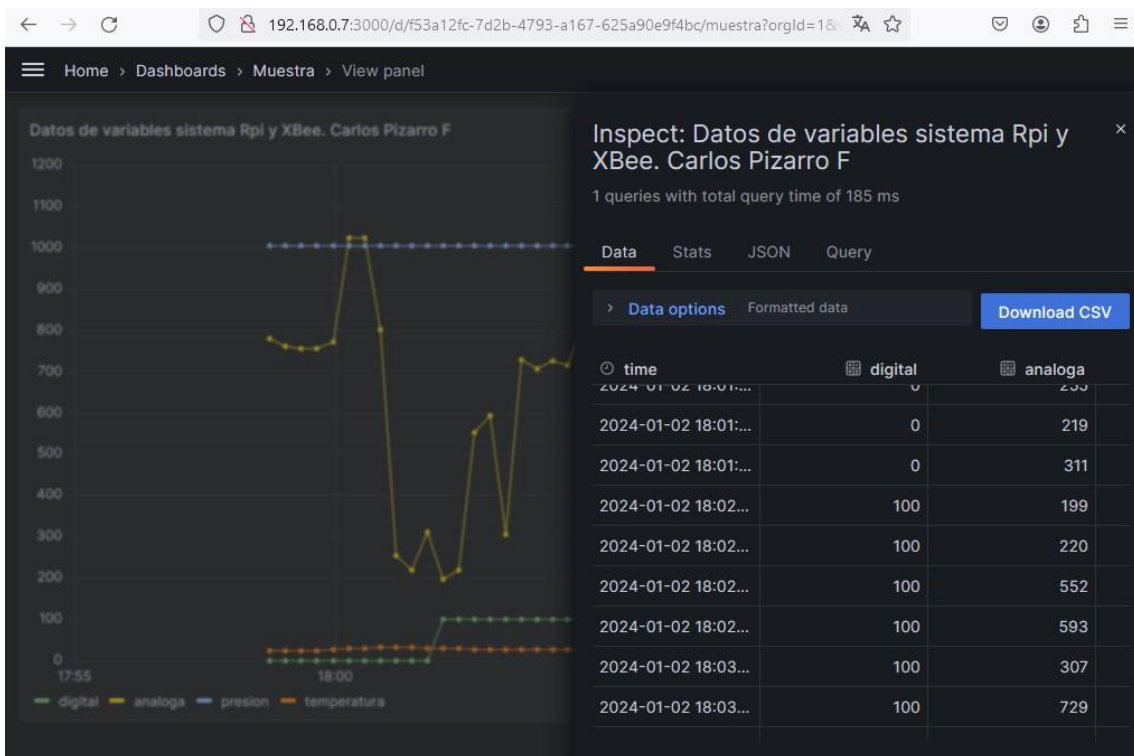 192.168.0.7:3000/d/f53a12fc-7d2b-4793-a167-625a90e9f4bc/muestra?orgId=1&
Home > Dashboards > Muestra > View panel
Datos de variables sistema Rpi y XBee. Carlos Pizarro F
1200
1100
1000
900
800
700
600
500
400
300
200
100
0
17:55
18:00
digital analoga presion temperatura
Inspect: Datos de variables sistema Rpi y
XBee. Carlos Pizarro F
1 queries with total query time of 185 ms
Data Stats JSON Query
> Data options Formatted data
Download CSV
time digital analoga
2024-01-02 18:01:... 0
2024-01-02 18:01:... 0 219
2024-01-02 18:01:... 0 311
2024-01-02 18:02... 100 199
2024-01-02 18:02... 100 220
2024-01-02 18:02... 100 552
2024-01-02 18:02... 100 593
2024-01-02 18:03... 100 307
2024-01-02 18:03... 100 729